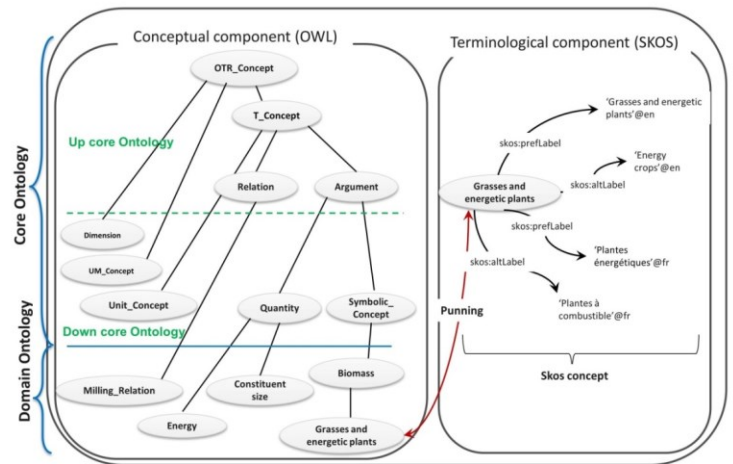 Conceptual component (OWL)
Terminological component (SKOS)
OTR_Concept
T_Concept
Up core Ontology
Relation
Argument
Dimension
UM_Concept
Unit_Concept
Quantity
Symbolic_
Concept
Down core Ontology
Milling_Relation
Constituent
size
Biomass
Energy
Grasses and
energetic plants
Core Ontology
Domain Ontology
'Grasses and energetic
plants'@en
skos:prefLabel
'Energy
crops'@en
skos:altLabel
Grasses and
energetic plants
skos:prefLabel
skos:altLabel
'Plantes
énergétiques'@fr
'Plantes à
combustible'@fr
Punning
Skos concept